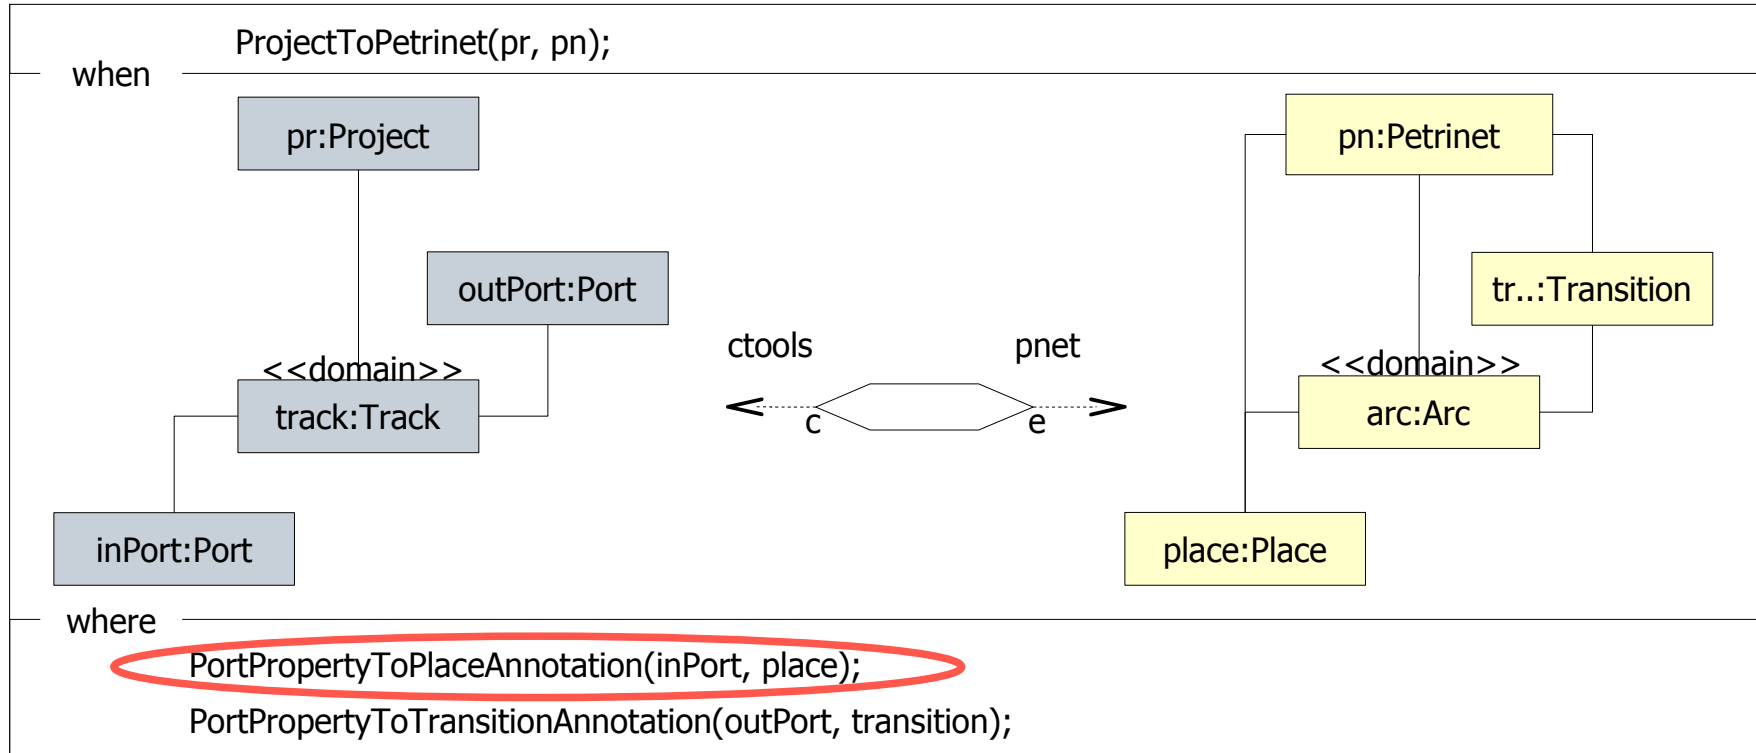 ProjectToPetrinet(pr, pn);
when
pr:Project
pn:Petrinet
outPort:Port
tr..:Transition
ctools
pnet
<<domain>>
<<domain>>
track:Track
c
e
arc:Arc
inPort:Port
place:Place
where
PortPropertyToPlaceAnnotation(inPort, place);
PortPropertyToTransitionAnnotation(outPort, transition);